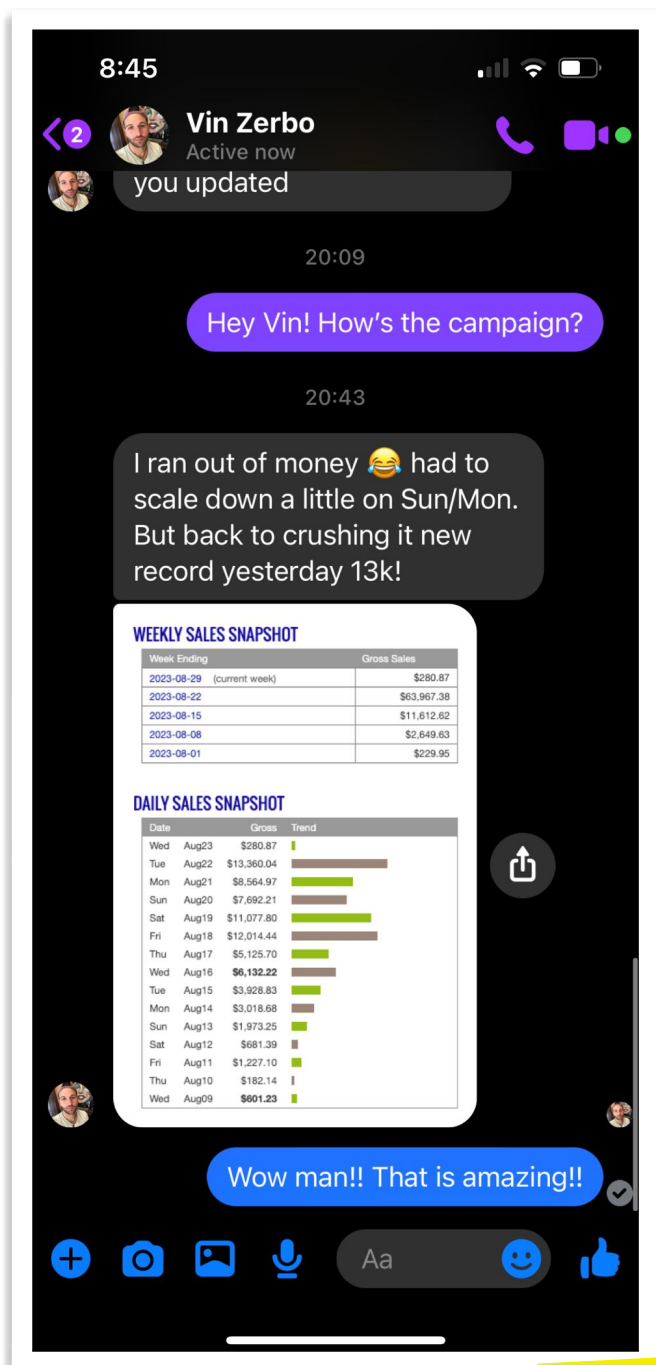 8:45
2
Vin Zerbo
Active now
you updated
20:09
Hey Vin! How's the campaign?
20:43
I ran out of money 😂 had to
scale down a little on Sun/Mon.
But back to crushing it new
record yesterday 13k!
WEEKLY SALES SNAPSHOT
Week Ending Gross Sales
2023-08-29 (current week) $280.87
2023-08-22 $63,967.38
2023-08-15 $11,612.62
2023-08-08 $2,649.63
2023-08-01 $229.95
DAILY SALES SNAPSHOT
Date Gross Trend
Wed Aug23 $280.87
Tue Aug22 $13,360.04
Mon Aug21 $8,564.97
Sun Aug20 $7,692.21
Sat Aug19 $11,077.80
Fri Aug18 $12,014.44
Thu Aug17 $5,125.70
Wed Aug16 $6,132.22
Tue Aug15 $3,928.83
Mon Aug14 $3,018.68
Sun Aug13 $1,973.25
Sat Aug12 $681.39
Fri Aug11 $1,227.10
Thu Aug10 $182.14
Wed Aug09 $601.23
Wow man!! That is amazing!!
Aa